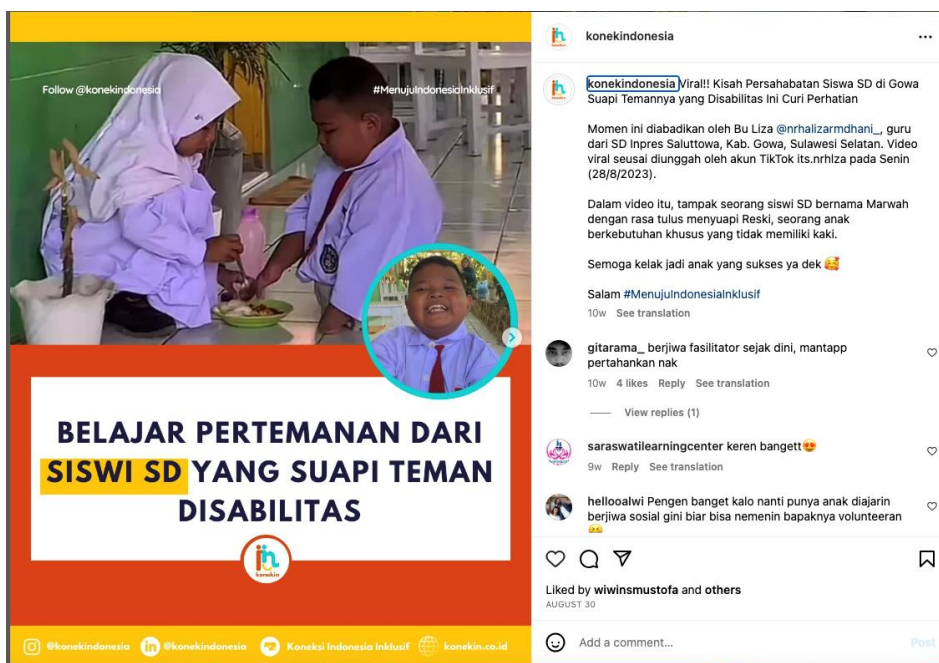 Follow @konekindonesia
#MenujuIndonesiaInklusif
BELAJAR PERTEMANAN DARI
SISWI SD YANG SUAPI TEMAN
DISABILITAS
konekin
@konekindonesia
@konekindonesia
Koneksi Indonesia Inklusif
konekin.co.id
konekindonesia
konekindonesia Viral!! Kisah Persahabatan Siswa SD di Gowa
Suapi Temannya yang Disabilitas Ini Curi Perhatian
Momen ini diabadikan oleh Bu Liza @nrhalizarmdhani_, guru
dari SD Inpres Saluttowa, Kab. Gowa, Sulawesi Selatan. Video
viral seusai diunggah oleh akun TikTok its.nrhlza pada Senin
(28/8/2023).
Dalam video itu, tampak seorang siswi SD bernama Marwah
dengan rasa tulus menyuapi Reski, seorang anak
berkebutuhan khusus yang tidak memiliki kaki.
Semoga kelak jadi anak yang sukses ya dek 🥰
Salam #MenujuIndonesiaInklusif
10w See translation
gitarama_ berjiwa fasilitator sejak dini, mantapp
pertahankan nak
10w 4 likes Reply See translation
View replies (1)
saraswatilearningcenter keren bangett😍
9w Reply See translation
hellooalwi Pengen banget kalo nanti punya anak diajarin
berjiwa sosial gini biar bisa nemenin bapaknya volunteeran
Liked by wiwinsmustofa and others
AUGUST 30
Add a comment...
Post